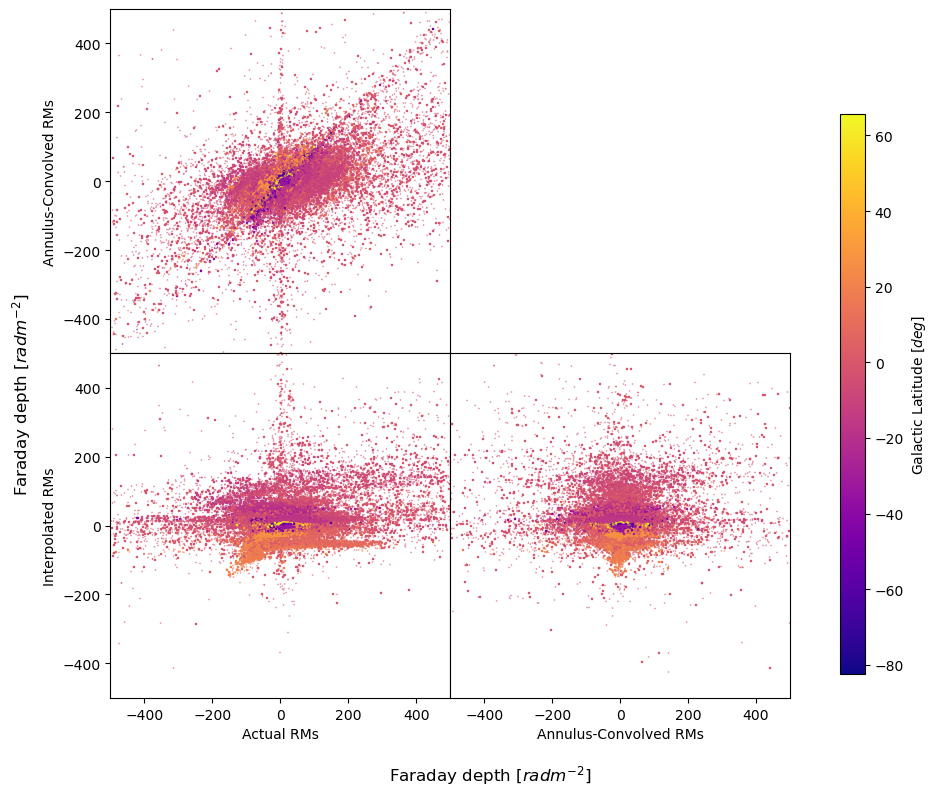 400
200
0
−200
−400
Annulus-Convolved RMs
400
200
0
−200
−400
Interpolated RMs
Faraday depth [radm⁻²]
−400 −200 0 200 400
Actual RMs
−400 −200 0 200 400
Annulus-Convolved RMs
Faraday depth [radm⁻²]
60
40
20
0
−20
−40
−60
−80
Galactic Latitude [deg]